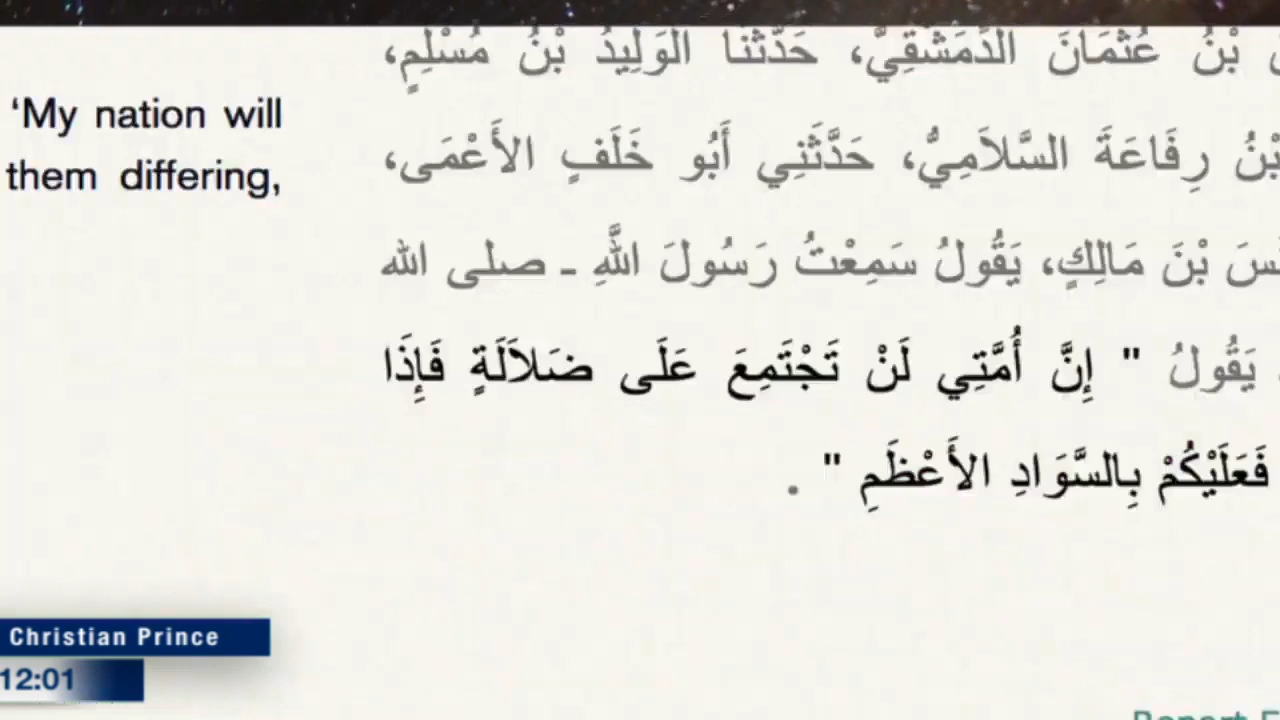 ‘My nation will
them differing,
بْنُ عُثْمَانَ الدِّمَشْقِيُّ، حَدَّثَنَا الْوَلِيدُ بْنُ مُسْلِمٍ،
بْنُ رِفَاعَةَ السَّلاَمِيُّ، حَدَّثَنِي أَبُو خَلَفٍ الأَعْمَى،
بْنَ مَالِكٍ، يَقُولُ سَمِعْتُ رَسُولَ اللَّهِ ـ صلى الله
يَقُولُ " إِنَّ أُمَّتِي لَنْ تَجْتَمِعَ عَلَى ضَلاَلَةٍ فَإِذَا
فَعَلَيْكُمْ بِالسَّوَادِ الأَعْظَمِ " .
Christian Prince
12:01